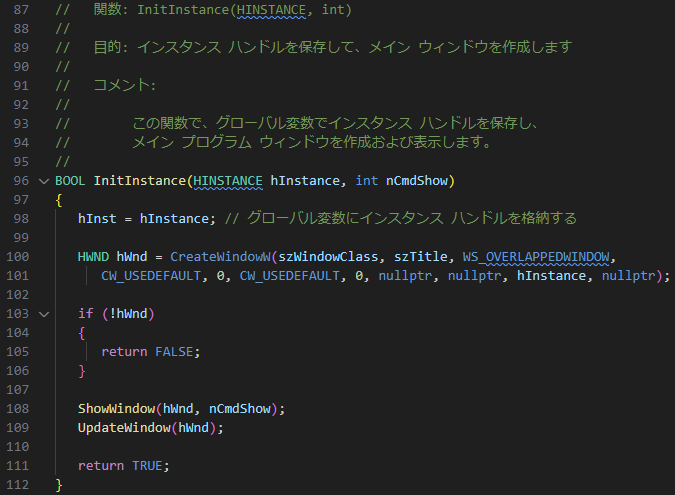 87 //   関数: InitInstance(HINSTANCE, int)
88 //
89 //   目的: インスタンス ハンドルを保存して、メイン ウィンドウを作成します
90 //
91 //   コメント:
92 //
93 //        この関数で、グローバル変数でインスタンス ハンドルを保存し、
94 //        メイン プログラム ウィンドウを作成および表示します。
95 //
96 BOOL InitInstance(HINSTANCE hInstance, int nCmdShow)
97 {
98    hInst = hInstance; // グローバル変数にインスタンス ハンドルを格納する
99
100    HWND hWnd = CreateWindowW(szWindowClass, szTitle, WS_OVERLAPPEDWINDOW,
101       CW_USEDEFAULT, 0, CW_USEDEFAULT, 0, nullptr, nullptr, hInstance, nullptr);
102
103    if (!hWnd)
104    {
105       return FALSE;
106    }
107
108    ShowWindow(hWnd, nCmdShow);
109    UpdateWindow(hWnd);
110
111    return TRUE;
112 }